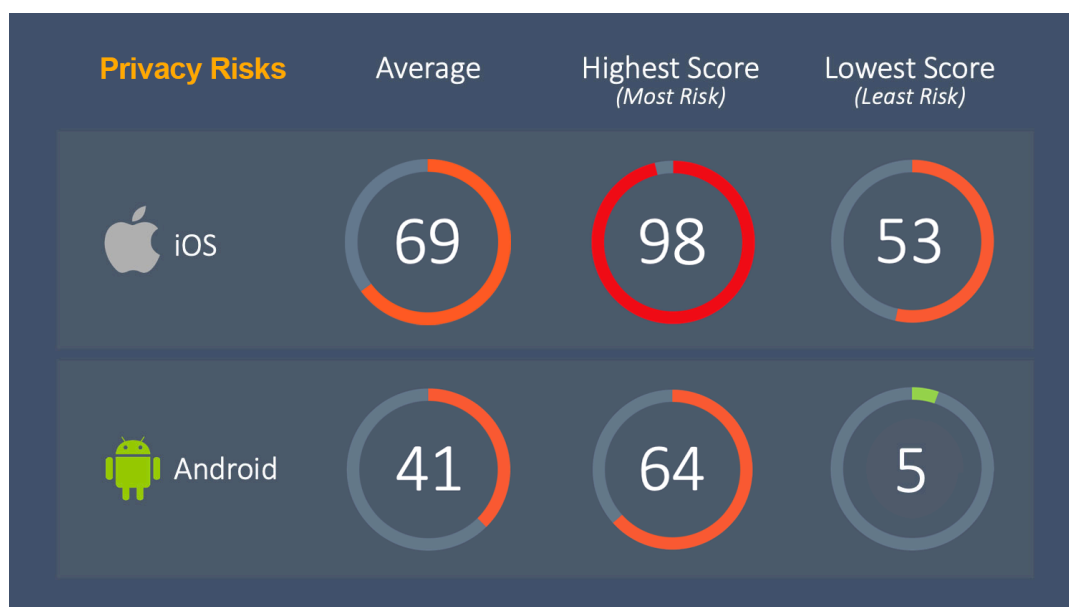 Privacy Risks Average Highest Score Lowest Score
(Most Risk) (Least Risk)
iOS 69 98 53
Android 41 64 5